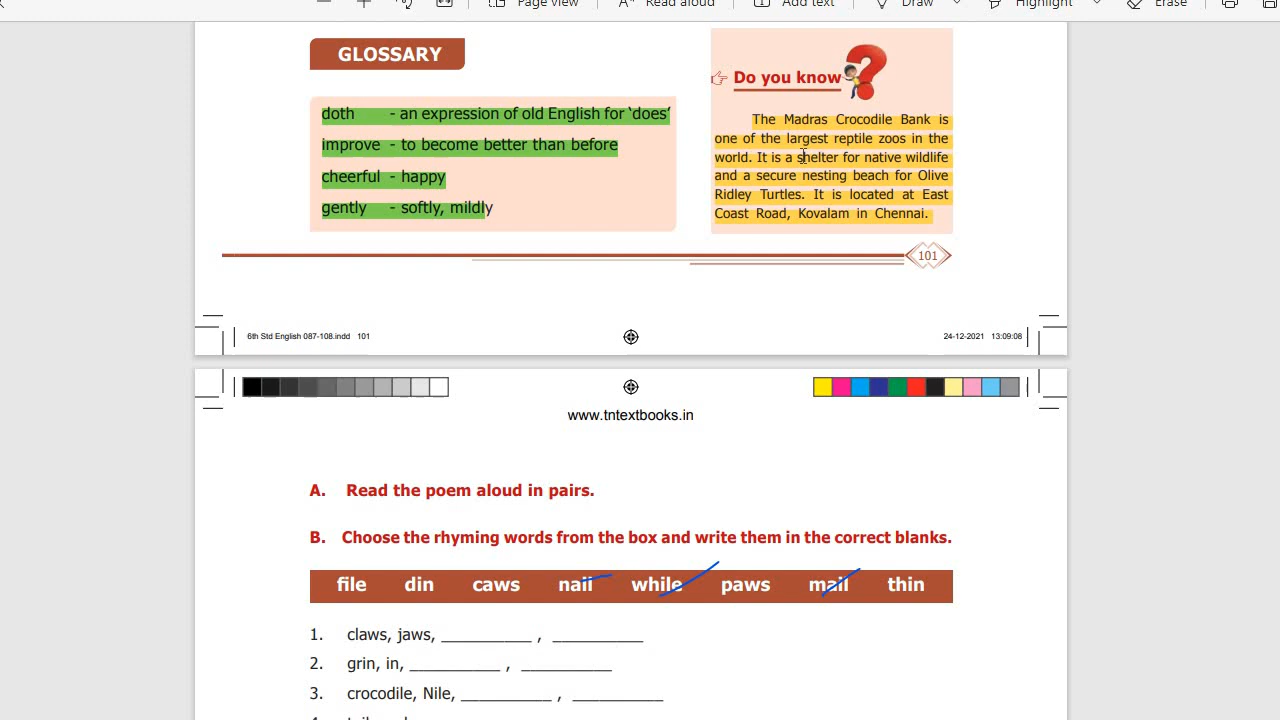 Page view
Read aloud
Add text
Draw
Highlight
Erase
GLOSSARY
doth - an expression of old English for ‘does’
improve - to become better than before
cheerful - happy
gently - softly, mildly
Do you know
The Madras Crocodile Bank is
one of the largest reptile zoos in the
world. It is a shelter for native wildlife
and a secure nesting beach for Olive
Ridley Turtles. It is located at East
Coast Road, Kovalam in Chennai.
101
6th Std English 087-108.indd 101
24-12-2021 13:09:08
www.tntextbooks.in
A. Read the poem aloud in pairs.
B. Choose the rhyming words from the box and write them in the correct blanks.
file din caws nail while paws mail thin
1. claws, jaws, __________ , __________
2. grin, in, __________ , __________
3. crocodile, Nile, __________ , __________